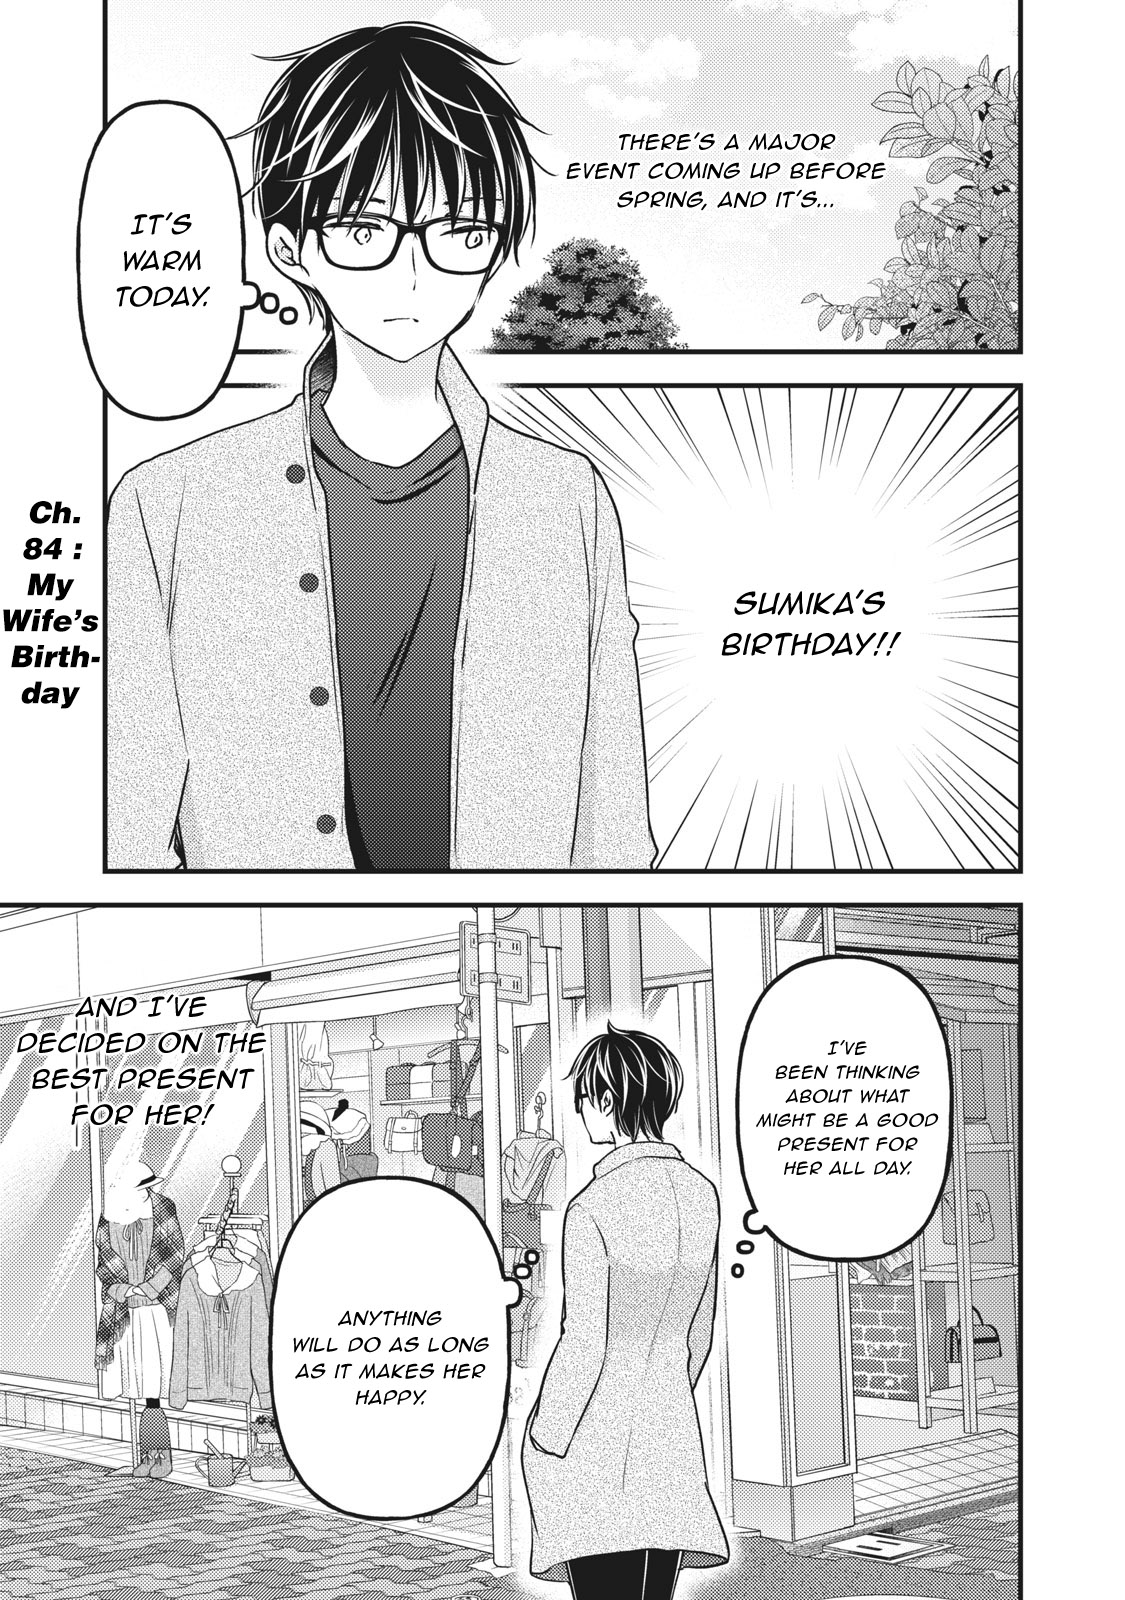 THERE'S A MAJOR
EVENT COMING UP BEFORE
SPRING, AND IT'S...
IT'S
WARM
TODAY.
SUMIKA'S
BIRTHDAY!!
Ch.
84 :
My
Wife's
Birth-
day
I'VE
BEEN THINKING
ABOUT WHAT
MIGHT BE A GOOD
PRESENT FOR
HER ALL DAY.
ANYTHING
WILL DO AS LONG
AS IT MAKES HER
HAPPY.
AND I'VE
DECIDED ON THE
BEST PRESENT
FOR HER!